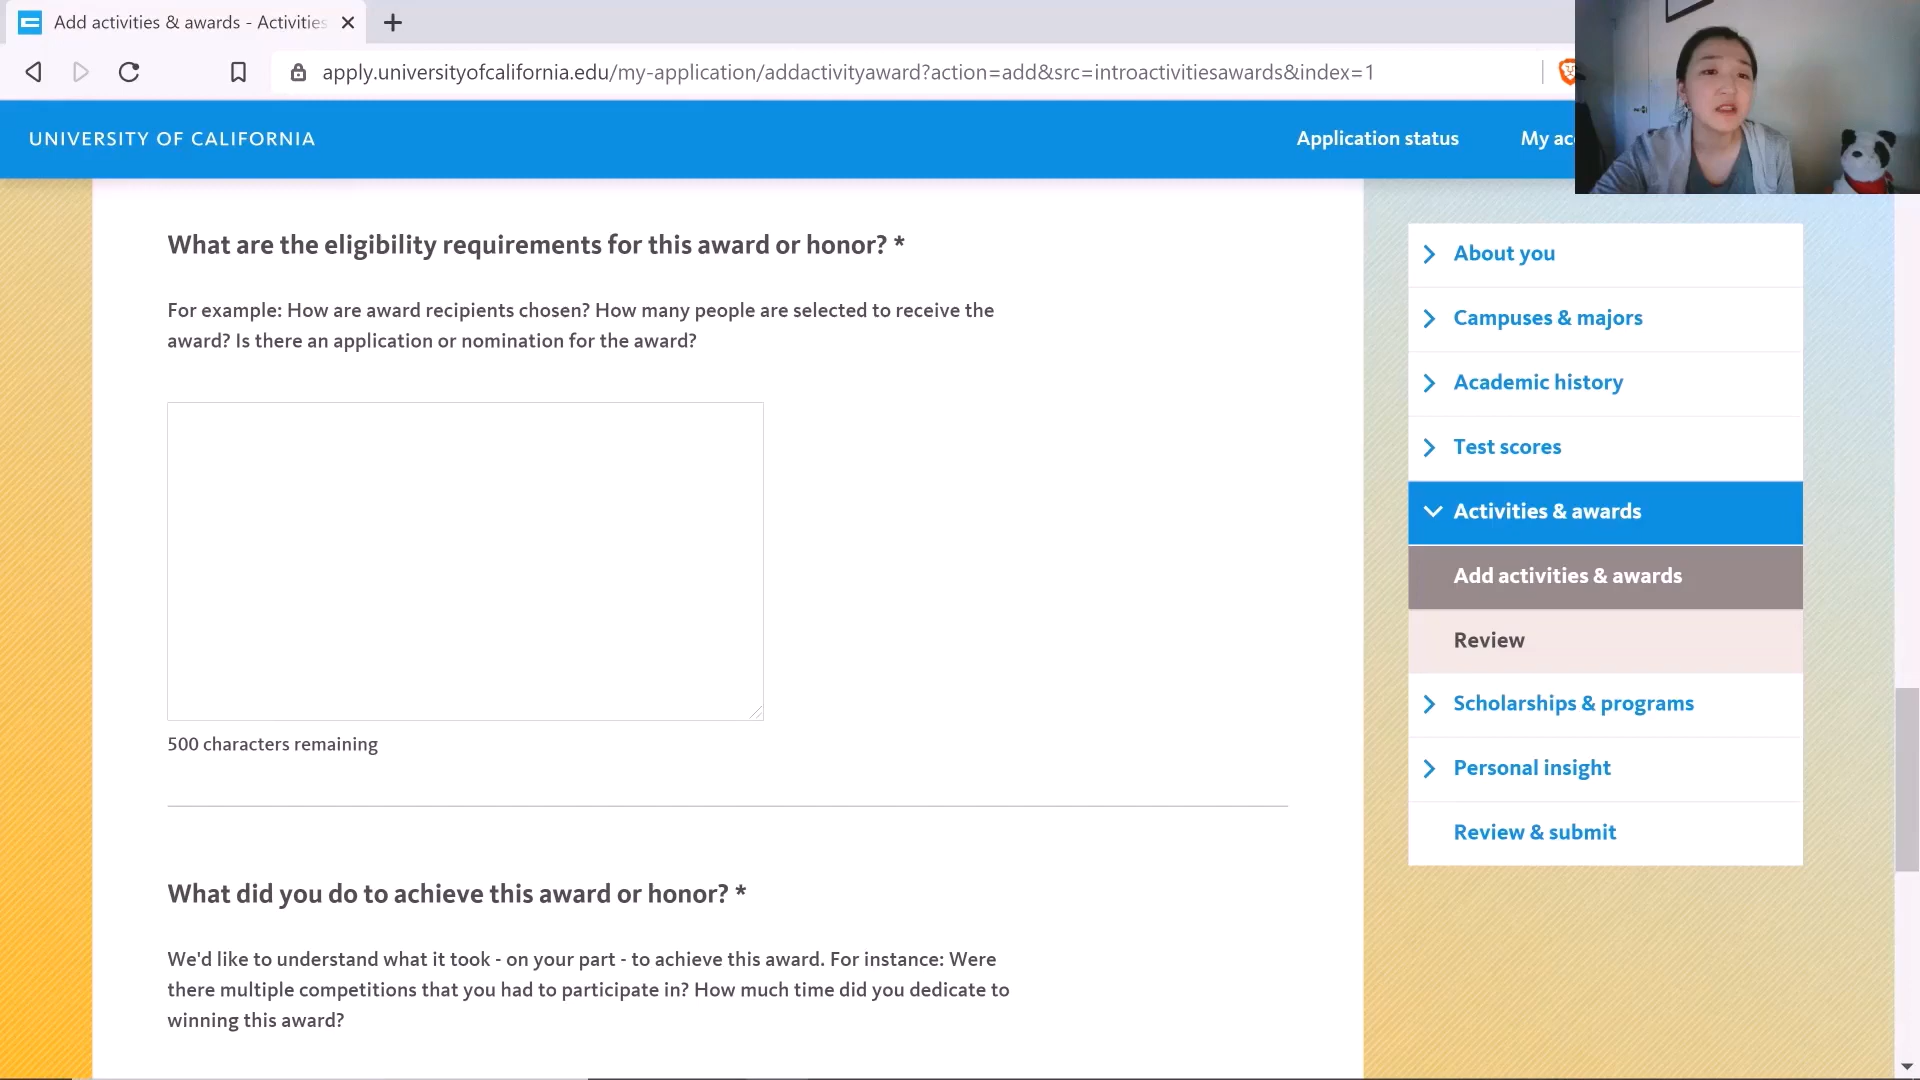 Add activities & awards - Activities
apply.universityofcalifornia.edu/my-application/addactivityaward?action=add&src=introactivitiesawards&index=1
UNIVERSITY OF CALIFORNIA
Application status
My ac
What are the eligibility requirements for this award or honor? *
For example: How are award recipients chosen? How many people are selected to receive the
award? Is there an application or nomination for the award?
500 characters remaining
What did you do to achieve this award or honor? *
We'd like to understand what it took - on your part - to achieve this award. For instance: Were
there multiple competitions that you had to participate in? How much time did you dedicate to
winning this award?
About you
Campuses & majors
Academic history
Test scores
Activities & awards
Add activities & awards
Review
Scholarships & programs
Personal insight
Review & submit